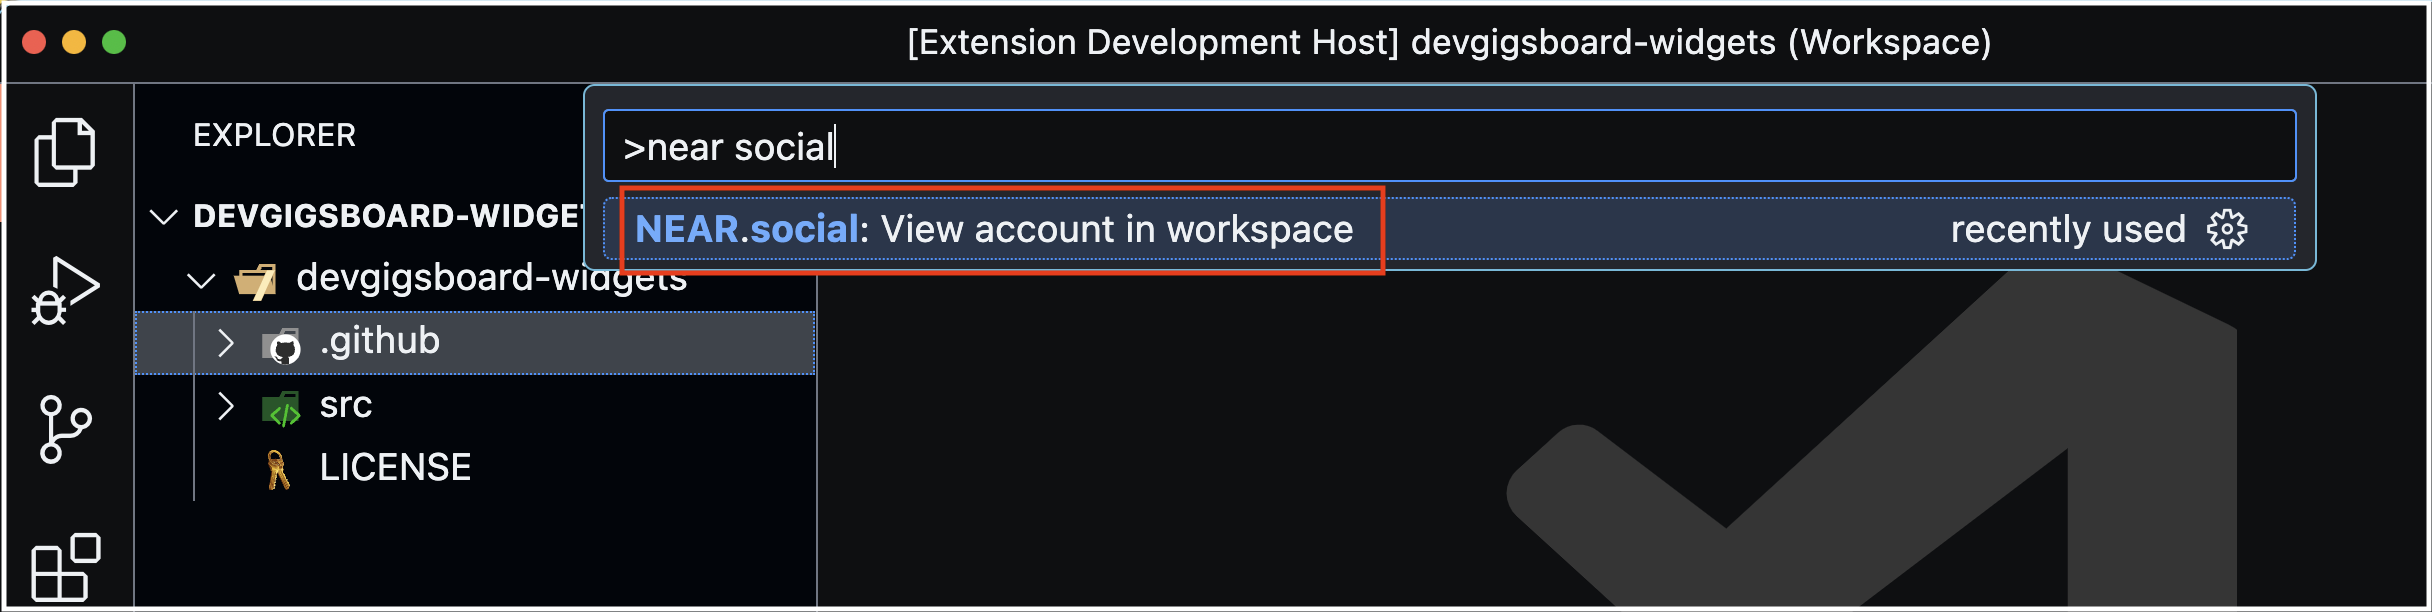 [Extension Development Host] devgigsboard-widgets (Workspace)
>near social
NEAR.social: View account in workspace
recently used
EXPLORER
DEVGIGSBOARD-WIDGE
devgigsboard-widgets
.github
src
LICENSE